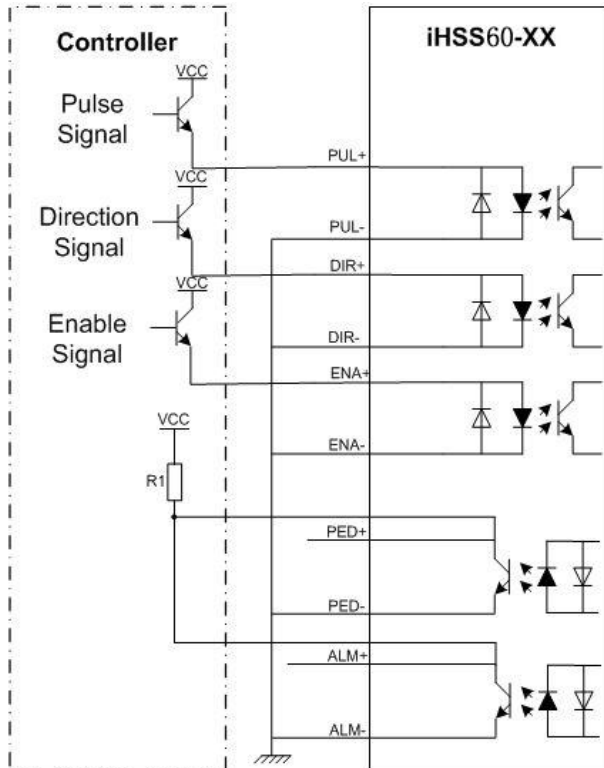 Controller
iHSS60-XX
VCC
Pulse
Signal
PUL+
VCC
Direction
Signal
PUL-
DIR+
VCC
Enable
Signal
DIR-
ENA+
VCC
ENA-
R1
PED+
PED-
ALM+
ALM-